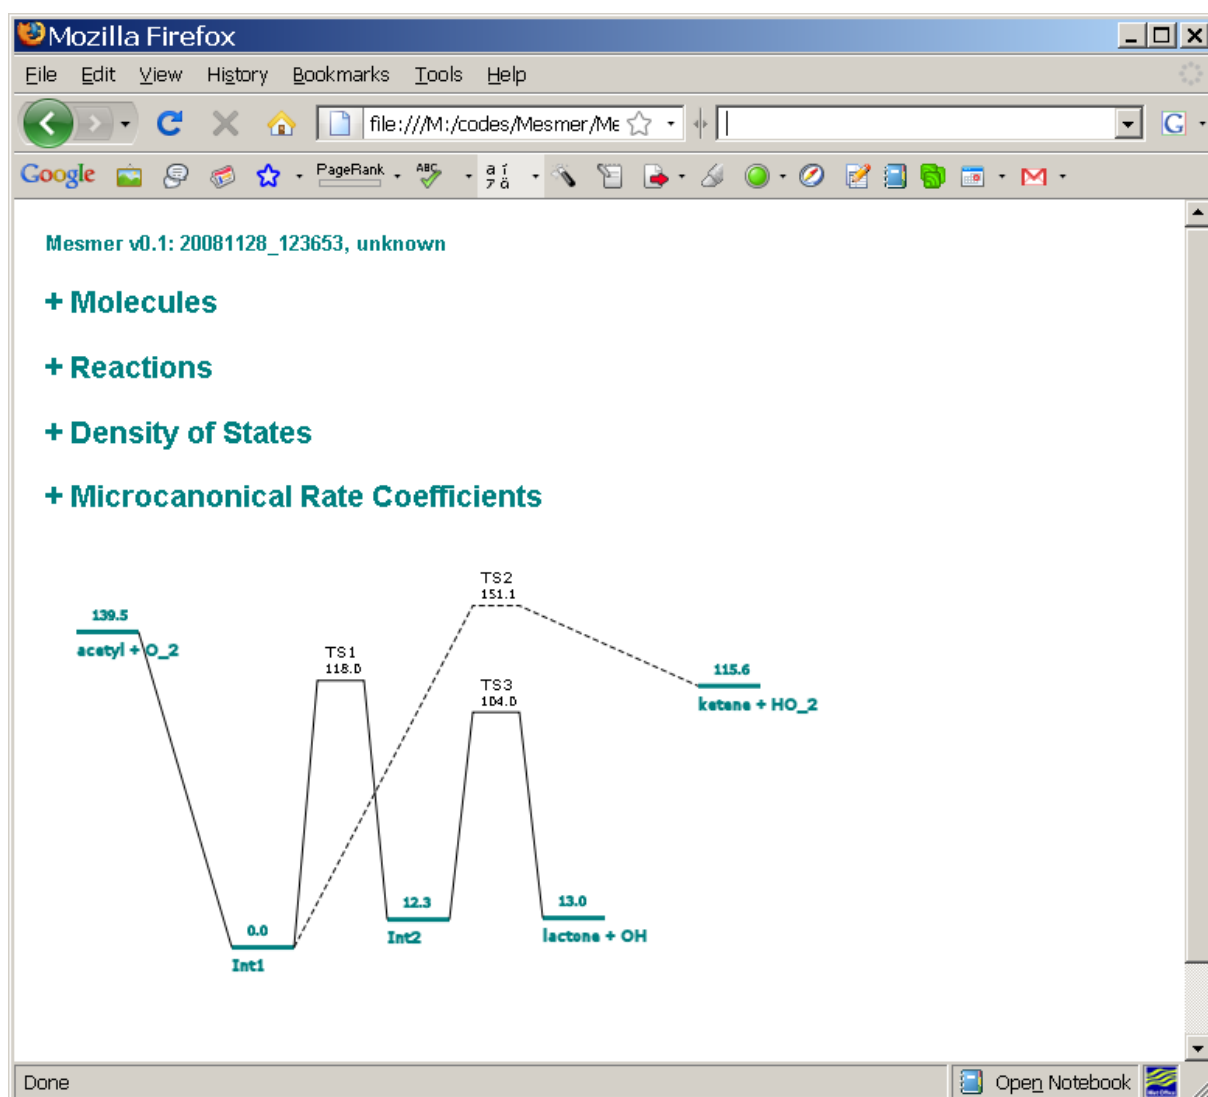 Mozilla Firefox
File Edit View History Bookmarks Tools Help
file:///M:/codes/Mesmer/Me G
Google PageRank ABC
Mesmer v0.1: 20081128_123653, unknown
+ Molecules
+ Reactions
+ Density of States
+ Microcanonical Rate Coefficients
TS2
151.1
139.5
acetyl + O_2
TS1
118.0
115.6
ketene + HO_2
TS3
104.0
12.3
Int2
13.0
lactone + OH
0.0
Int1
Done Open Notebook